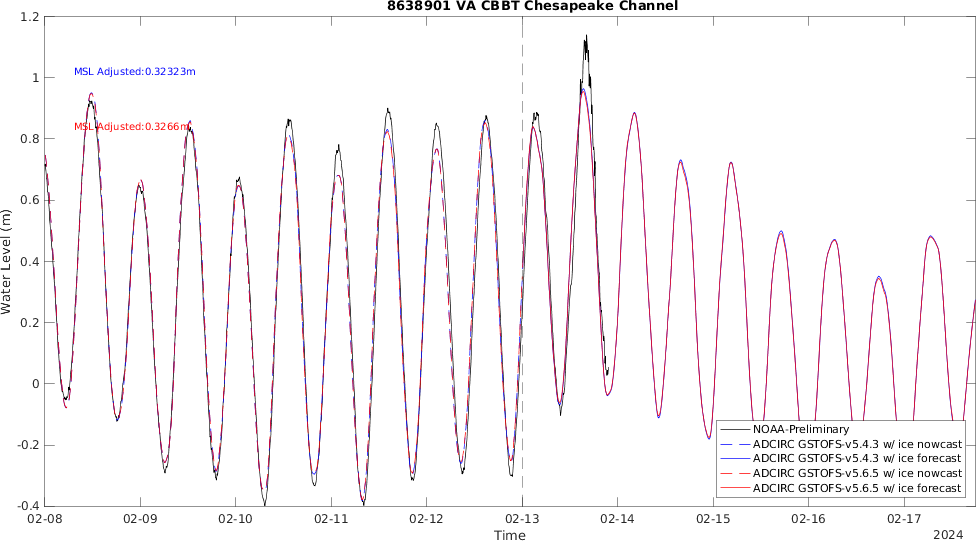 8638901 VA CBBT Chesapeake Channel
1.2
1
0.8
0.6
0.4
0.2
0
-0.2
-0.4
Water Level (m)
MSL Adjusted:0.32323m
MSL Adjusted:0.3266m
NOAA-Preliminary
ADCIRC GSTOFS-v5.4.3 w/ ice nowcast
ADCIRC GSTOFS-v5.4.3 w/ ice forecast
ADCIRC GSTOFS-v5.6.5 w/ ice nowcast
ADCIRC GSTOFS-v5.6.5 w/ ice forecast
02-08 02-09 02-10 02-11 02-12 02-13 02-14 02-15 02-16 02-17
Time
2024